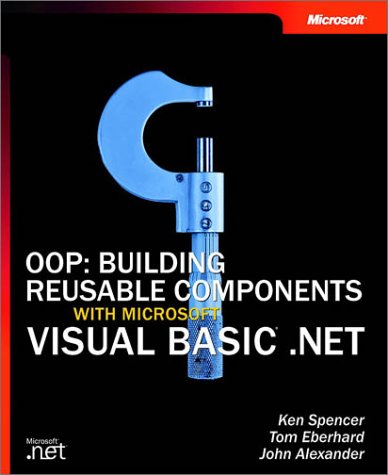 Microsoft®
OOP: BUILDING
REUSABLE COMPONENTS
WITH MICROSOFT®
VISUAL BASIC® .NET
Ken Spencer
Tom Eberhard
John Alexander
Microsoft®
.net